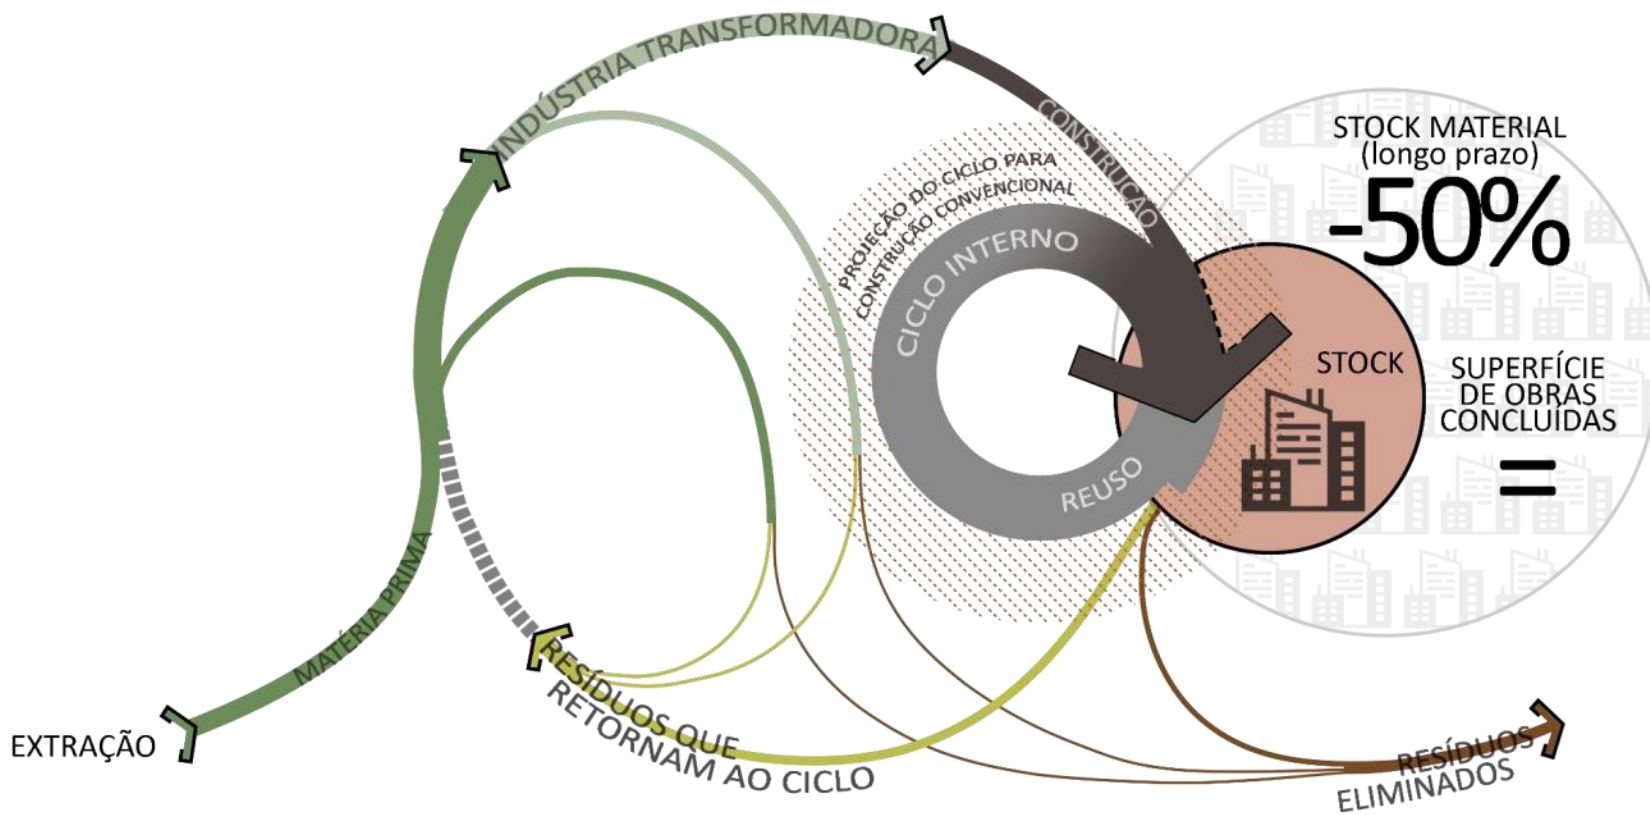 INDÚSTRIA TRANSFORMADORA
CONSTRUÇÃO
STOCK MATERIAL
(longo prazo)
-50%
PROJEÇÃO DO CICLO PARA
CONSTRUÇÃO CONVENCIONAL
CICLO INTERNO
STOCK
SUPERFÍCIE
DE OBRAS
CONCLUÍDAS
=
REUSO
MATÉRIA PRIMA
EXTRAÇÃO
RESÍDUOS QUE
RETORNAM AO CICLO
RESÍDUOS
ELIMINADOS